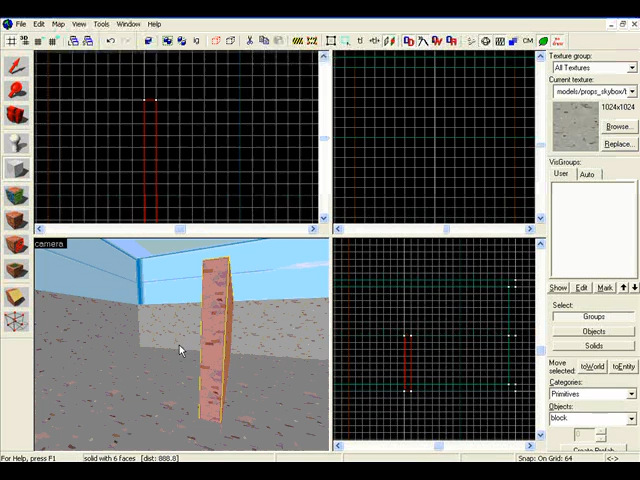 File Edit Map View Tools Window Help
Texture group:
All Textures
Current texture:
models/props_skybox/t
1024x1024
Browse...
Replace...
VisGroups:
User Auto
camera
Show Edit Mark
Select:
Groups
Objects
Solids
Move
selected:
toWorld toEntity
Categories:
Primitives
Objects:
block
0
Create Prefab
For Help, press F1 solid with 6 faces [dist: 888.8] Snap: On Grid: 64 <->